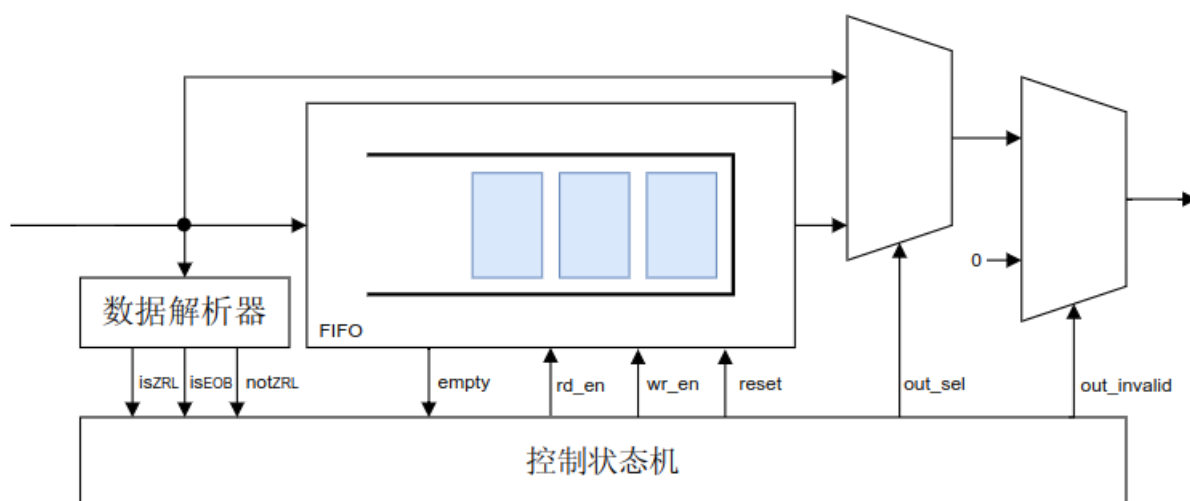 0
数据解析器
FIFO
isZRL isEOB notZRL empty rd_en wr_en reset out_sel out_invalid
控制状态机